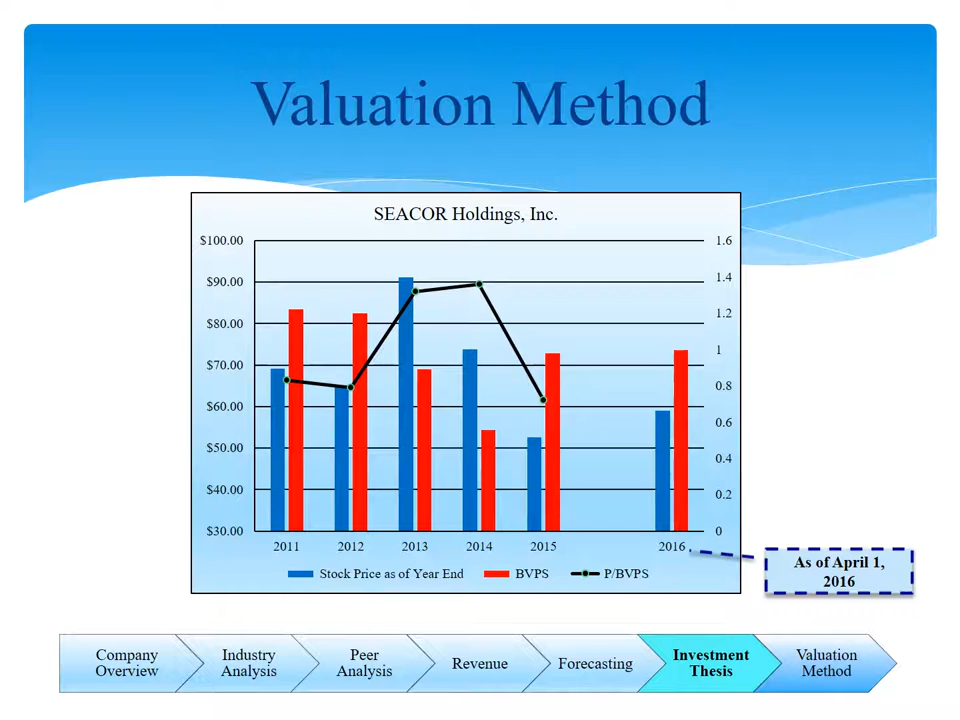 Valuation Method
SEACOR Holdings, Inc.
$100.00
$90.00
$80.00
$70.00
$60.00
$50.00
$40.00
$30.00
1.6
1.4
1.2
1
0.8
0.6
0.4
0.2
0
2011 2012 2013 2014 2015 2016
Stock Price as of Year End BVPS P/BVPS
As of April 1,
2016
Company
Overview
Industry
Analysis
Peer
Analysis
Revenue
Forecasting
Investment
Thesis
Valuation
Method